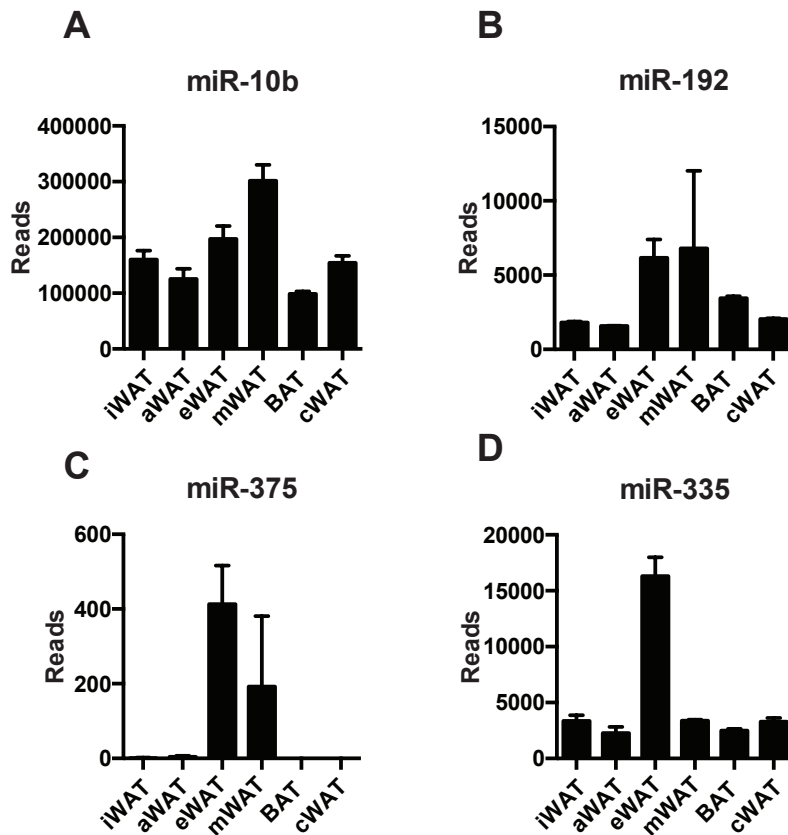 A
miR-10b
400000
300000
200000
100000
0
Reads
iWAT
aWAT
eWAT
mWAT
BAT
cWAT
B
miR-192
15000
10000
5000
0
Reads
iWAT
aWAT
eWAT
mWAT
BAT
cWAT
C
miR-375
600
400
200
0
Reads
iWAT
aWAT
eWAT
mWAT
BAT
cWAT
D
miR-335
20000
15000
10000
5000
0
Reads
iWAT
aWAT
eWAT
mWAT
BAT
cWAT